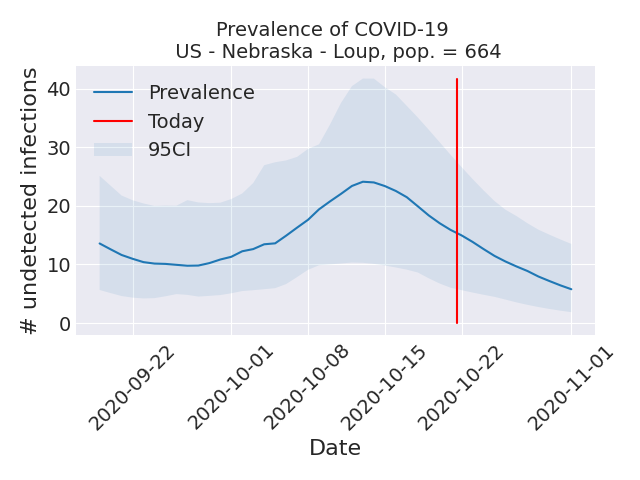 Prevalence of COVID-19
US - Nebraska - Loup, pop. = 664
# undetected infections
40
30
20
10
0
Prevalence
Today
95CI
2020-09-22
2020-10-01
2020-10-08
2020-10-15
2020-10-22
2020-11-01
Date